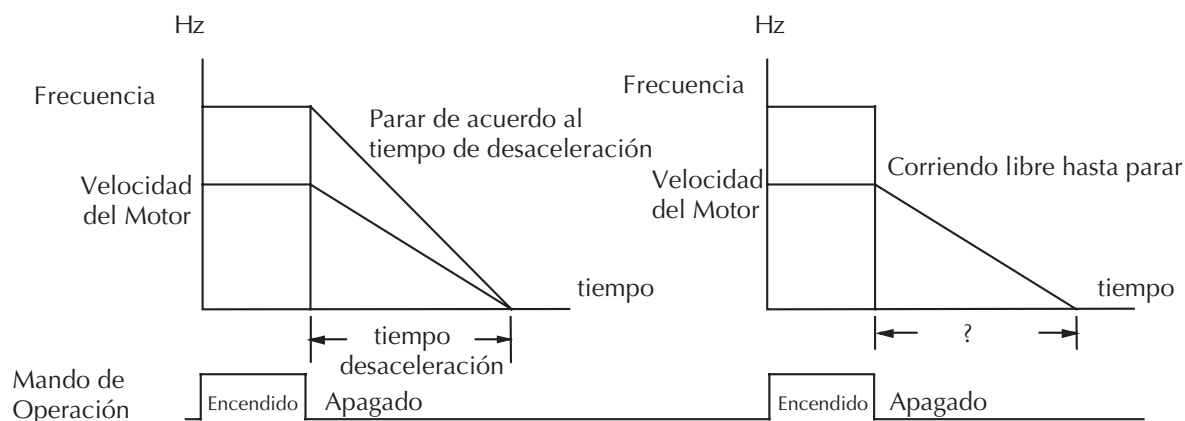 Hz
Frecuencia
Parar de acuerdo al
tiempo de desaceleración
Velocidad
del Motor
tiempo
tiempo
desaceleración
Mando de
Operación
Encendido
Apagado
Hz
Frecuencia
Corriendo libre hasta parar
Velocidad
del Motor
tiempo
?
Encendido
Apagado